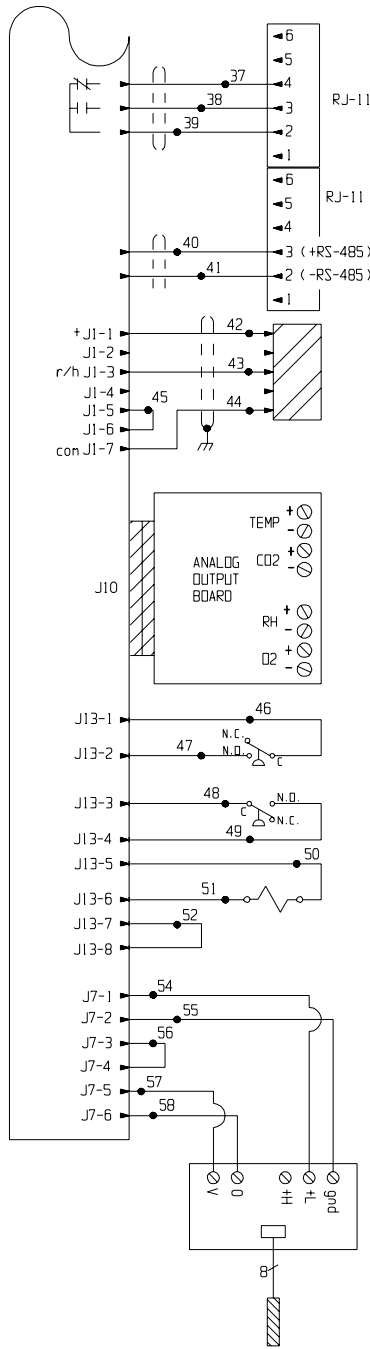 6
5
37
4
38
3
RJ-11
39
2
1
6
5
RJ-11
4
40
3 (+RS-485)
41
2 (-RS-485)
1
+J1-1
42
J1-2
r/h J1-3
43
J1-4
J1-5
45
44
J1-6
com J1-7
J10
ANALOG
OUTPUT
BOARD
TEMP
+
-
CO2
+
-
RH
+
-
O2
+
-
J13-1
46
N.C.
J13-2
47
N.O.
C
J13-3
48
N.O.
C
N.C.
J13-4
49
J13-5
50
J13-6
51
J13-7
52
J13-8
J7-1
54
J7-2
55
J7-3
56
J7-4
J7-5
57
J7-6
58
V
O
+H
+L
gnd
8